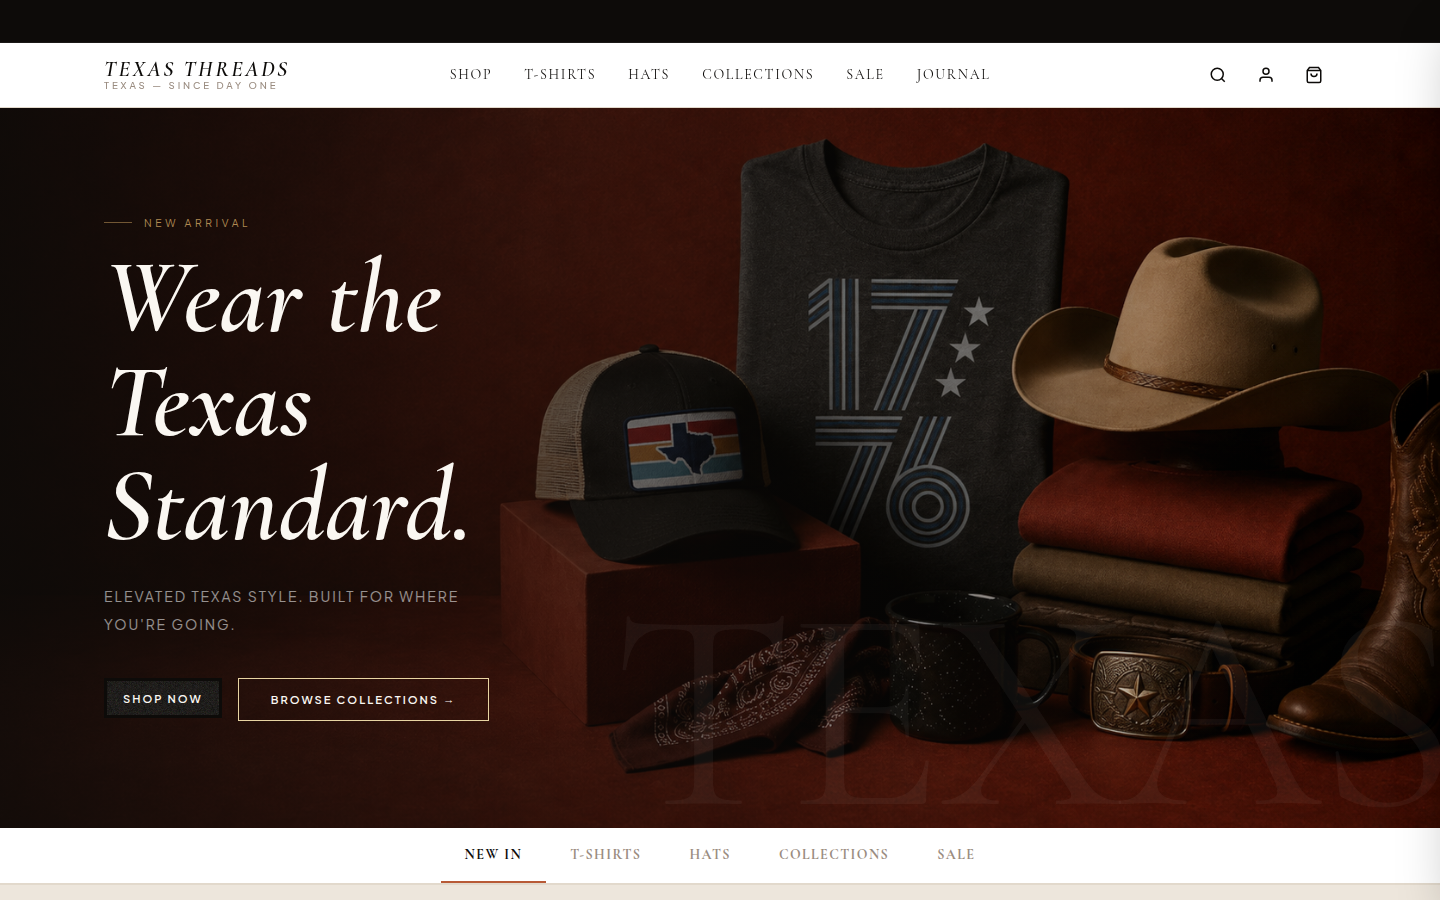 TEXAS THREADS
TEXAS — SINCE DAY ONE
SHOP T-SHIRTS HATS COLLECTIONS SALE JOURNAL
NEW ARRIVAL
Wear the
Texas
Standard.
17
76
ELEVATED TEXAS STYLE. BUILT FOR WHERE
YOU'RE GOING.
SHOP NOW BROWSE COLLECTIONS →
TEXAS
NEW IN T-SHIRTS HATS COLLECTIONS SALE